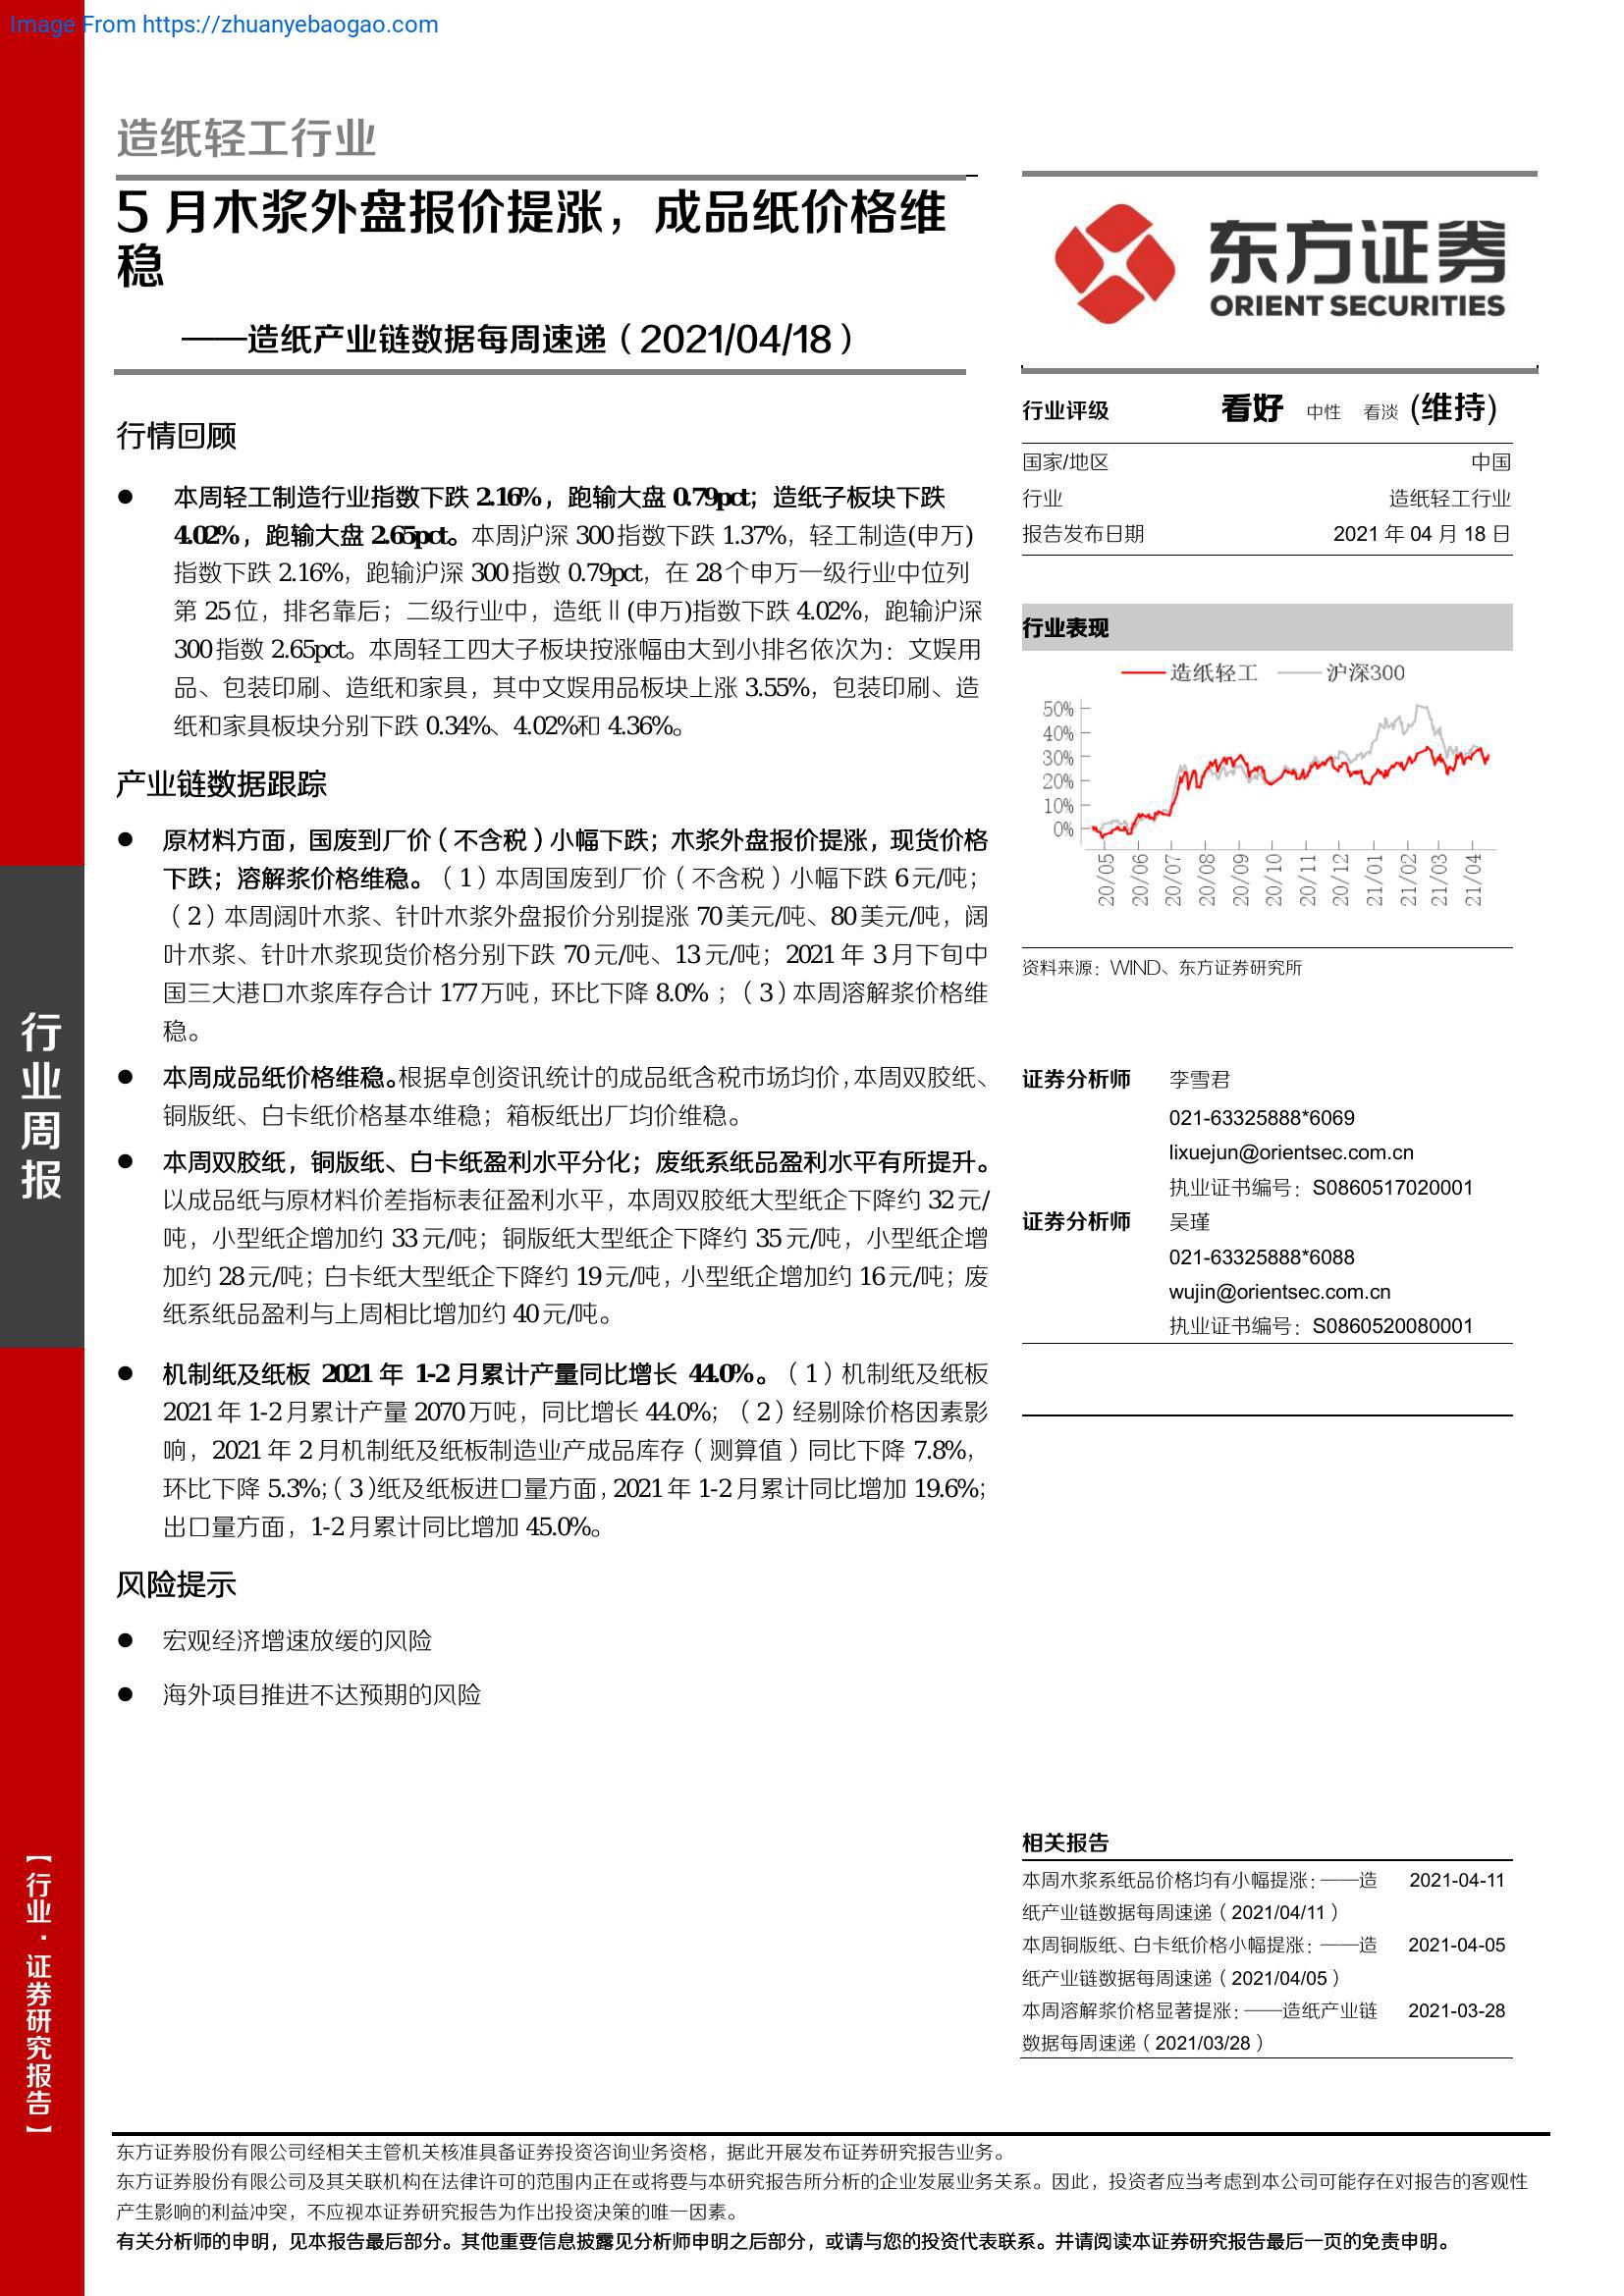 Image From https://zhuanyebaogao.com
造纸轻工行业
5 月木浆外盘报价提涨，成品纸价格维
稳
——造纸产业链数据每周速递（2021/04/18）
行情回顾
● 本周轻工制造行业指数下跌 2.16%，跑输大盘 0.79pct；造纸子板块下跌
4.02%，跑输大盘 2.65pct。本周沪深 300 指数下跌 1.37%，轻工制造(申万)
指数下跌 2.16%，跑输沪深 300 指数 0.79pct，在 28 个申万一级行业中位列
第 25 位，排名靠后；二级行业中，造纸Ⅱ(申万)指数下跌 4.02%，跑输沪深
300 指数 2.65pct。本周轻工四大子板块按涨幅由大到小排名依次为：文娱用
品、包装印刷、造纸和家具，其中文娱用品板块上涨 3.55%，包装印刷、造
纸和家具板块分别下跌 0.34%、4.02%和 4.36%。
产业链数据跟踪
● 原材料方面，国废到厂价（不含税）小幅下跌；木浆外盘报价提涨，现货价格
下跌；溶解浆价格维稳。（1）本周国废到厂价（不含税）小幅下跌 6 元/吨；
（2）本周阔叶木浆、针叶木浆外盘报价分别提涨 70 美元/吨、80 美元/吨，阔
叶木浆、针叶木浆现货价格分别下跌 70 元/吨、13 元/吨；2021 年 3 月下旬中
国三大港口木浆库存合计 177 万吨，环比下降 8.0%；（3）本周溶解浆价格维
稳。
● 本周成品纸价格维稳。根据卓创资讯统计的成品纸含税市场均价，本周双胶纸、
铜版纸、白卡纸价格基本维稳；箱板纸出厂均价维稳。
● 本周双胶纸，铜版纸、白卡纸盈利水平分化；废纸系纸品盈利水平有所提升。
以成品纸与原材料价差指标表征盈利水平，本周双胶纸大型纸企下降约 32 元/
吨，小型纸企增加约 33 元/吨；铜版纸大型纸企下降约 35 元/吨，小型纸企增
加约 28 元/吨；白卡纸大型纸企下降约 19 元/吨，小型纸企增加约 16 元/吨；废
纸系纸品盈利与上周相比增加约 40 元/吨。
● 机制纸及纸板 2021 年 1-2 月累计产量同比增长 44.0%。（1）机制纸及纸板
2021 年 1-2 月累计产量 2070 万吨，同比增长 44.0%；（2）经剔除价格因素影
响，2021 年 2 月机制纸及纸板制造业产成品库存（测算值）同比下降 7.8%，
环比下降 5.3%；（3）纸及纸板进口量方面，2021 年 1-2 月累计同比增加 19.6%；
出口量方面，1-2 月累计同比增加 45.0%。
风险提示
● 宏观经济增速放缓的风险
● 海外项目推进不达预期的风险
东方证券
ORIENT SECURITIES
行业评级 看好 中性 看淡 (维持)
国家/地区 中国
行业 造纸轻工行业
报告发布日期 2021 年 04 月 18 日
行业表现
造纸轻工 沪深300
50%
40%
30%
20%
10%
0%
20/05 20/06 20/07 20/08 20/09 20/10 20/11 20/12 21/01 21/02 21/03 21/04
资料来源：WIND、东方证券研究所
证券分析师 李雪君
021-63325888*6069
lixuejun@orientsec.com.cn
执业证书编号：S0860517020001
证券分析师 吴瑾
021-63325888*6088
wujin@orientsec.com.cn
执业证书编号：S0860520080001
相关报告
本周木浆系纸品价格均有小幅提涨：——造 2021-04-11
纸产业链数据每周速递（2021/04/11）
本周铜版纸、白卡纸价格小幅提涨：——造 2021-04-05
纸产业链数据每周速递（2021/04/05）
本周溶解浆价格显著提涨：——造纸产业链 2021-03-28
数据每周速递（2021/03/28）
行业周报
【行业·证券研究报告】
东方证券股份有限公司经相关主管机关核准具备证券投资咨询业务资格，据此开展发布证券研究报告业务。
东方证券股份有限公司及其关联机构在法律许可的范围内正在或将要与本研究报告所分析的企业发展业务关系。因此，投资者应当考虑到本公司可能存在对报告的客观性
产生影响的利益冲突，不应视本证券研究报告为作出投资决策的唯一因素。
有关分析师的申明，见本报告最后部分。其他重要信息披露见分析师申明之后部分，或请与您的投资代表联系。并请阅读本证券研究报告最后一页的免责申明。